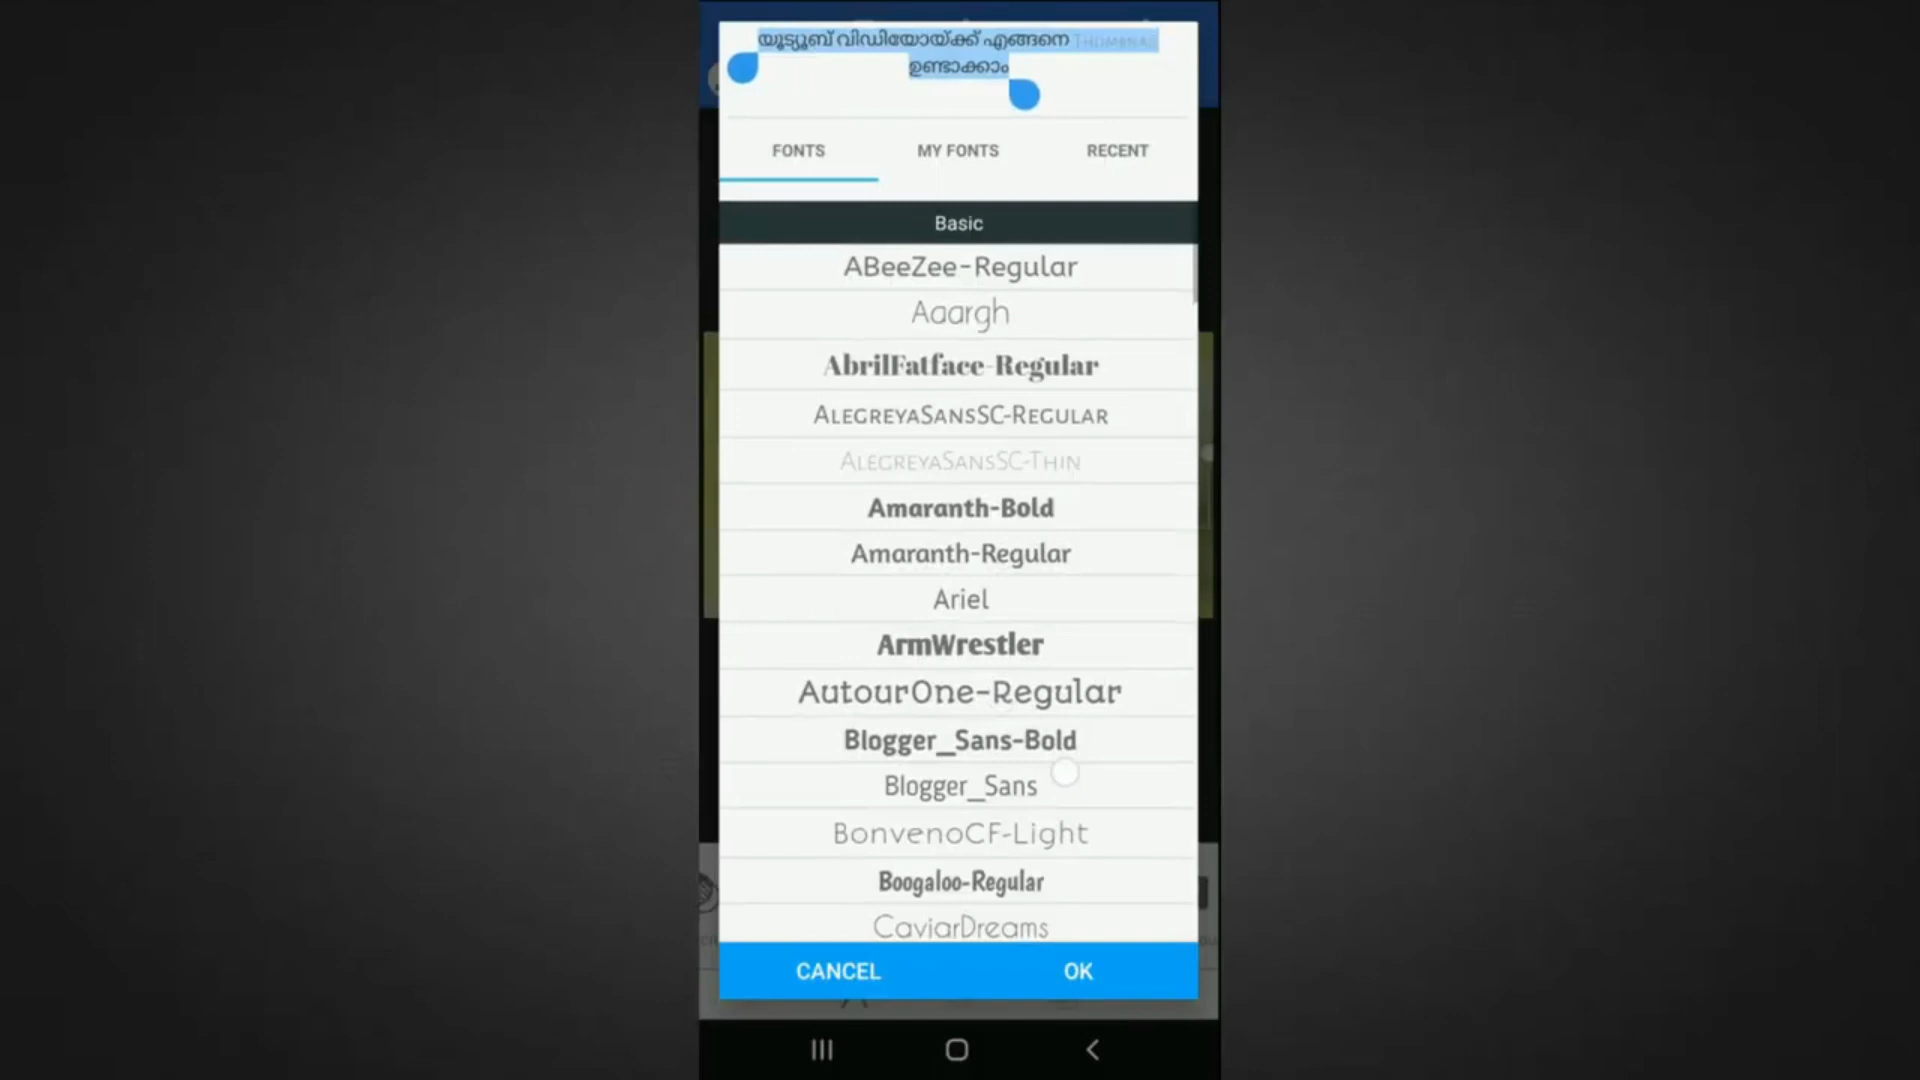 യൂട്യൂബ് വിഡിയോയ്ക്ക് എങ്ങനെ THUMBNAIL
ഉണ്ടാക്കാം
FONTS MY FONTS RECENT
Basic
ABeeZee-Regular
Aaargh
AbrilFatface-Regular
AlegreyaSansSC-Regular
AlegreyaSansSC-Thin
Amaranth-Bold
Amaranth-Regular
Ariel
ArmWrestler
AutourOne-Regular
Blogger_Sans-Bold
Blogger_Sans
BonvenoCF-Light
Boogaloo-Regular
CaviarDreams
CANCEL OK